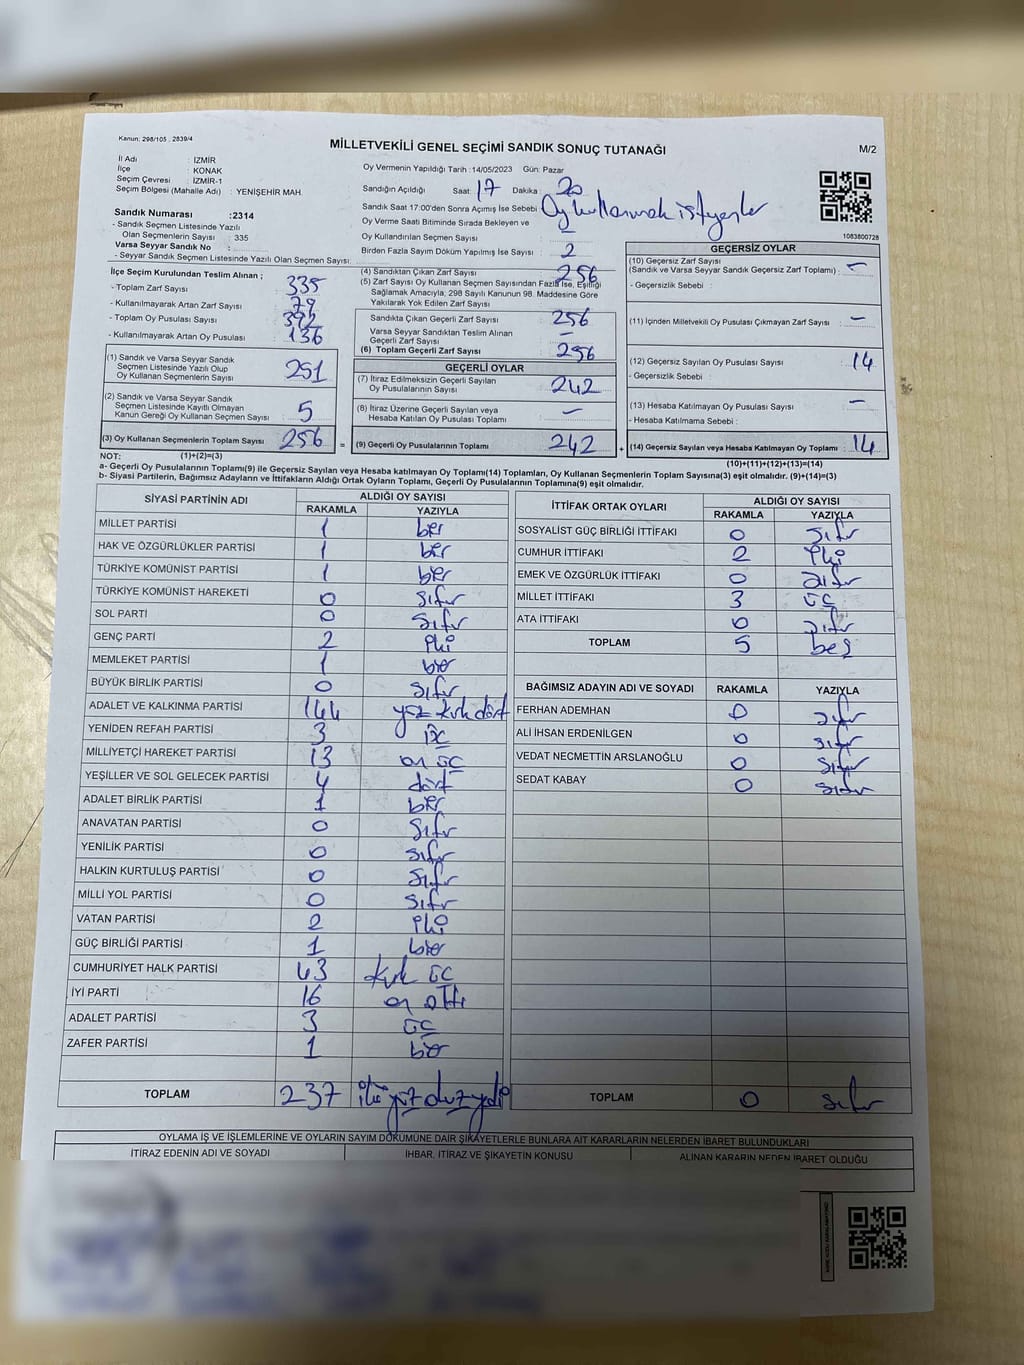 Kanun: 298/105 , 2839/4
MİLLETVEKİLİ GENEL SEÇİMİ SANDIK SONUÇ TUTANAĞI
M/2
İl Adı : İZMİR
İlçe : KONAK
Seçim Çevresi : İZMİR-1
Seçim Bölgesi (Mahalle Adı) : YENİŞEHİR MAH.
Oy Vermenin Yapıldığı Tarih :14/05/2023 Gün: Pazar
Sandığın Açıldığı Saat: 17 Dakika : 20
Sandık Saat 17:00'den Sonra Açımış İse Sebebi : Oy kullanmak isteyenler
Oy Verme Saati Bitiminde Sırada Bekleyen ve
Oy Kullandırılan Seçmen Sayısı
Birden Fazla Sayım Döküm Yapılmış İse Sayısı : 2
1083800728
Sandık Numarası :2314
- Sandık Seçmen Listesinde Yazılı
Olan Seçmenlerin Sayısı : 335
Varsa Seyyar Sandık No :
- Seyyar Sandık Seçmen Listesinde Yazılı Olan Seçmen Sayısı:
İlçe Seçim Kurulundan Teslim Alınan ;
- Toplam Zarf Sayısı : 335
- Kullanılmayarak Artan Zarf Sayısı : 79
- Toplam Oy Pusulası Sayısı : 392
- Kullanılmayarak Artan Oy Pusulası : 136
(1) Sandık ve Varsa Seyyar Sandık
Seçmen Listesinde Yazılı Olup
Oy Kullanan Seçmenlerin Sayısı : 251
(2) Sandık ve Varsa Seyyar Sandık
Seçmen Listesinde Kayıtlı Olmayan
Kanun Gereği Oy Kullanan Seçmen Sayısı : 5
(3) Oy Kullanan Seçmenlerin Toplam Sayısı : 256
(4) Sandıktan Çıkan Zarf Sayısı : 256
(5) Zarf Sayısı Oy Kullanan Seçmen Sayısından Fazla İse, Eşitliği
Sağlamak Amacıyla, 298 Sayılı Kanunun 98. Maddesine Göre
Yakılarak Yok Edilen Zarf Sayısı
Sandıkta Çıkan Geçerli Zarf Sayısı : 256
Varsa Seyyar Sandıktan Teslim Alınan
Geçerli Zarf Sayısı : –
(6) Toplam Geçerli Zarf Sayısı : 256
GEÇERLİ OYLAR
(7) İtiraz Edilmeksizin Geçerli Sayılan
Oy Pusulalarının Sayısı : 242
(8) İtiraz Üzerine Geçerli Sayılan veya
Hesaba Katılan Oy Pusulası Toplamı : –
= (9) Geçerli Oy Pusulalarının Toplamı : 242
GEÇERSİZ OYLAR
(10) Geçersiz Zarf Sayısı
(Sandık ve Varsa Seyyar Sandık Geçersiz Zarf Toplamı) : –
- Geçersizlik Sebebi :
(11) İçinden Milletvekili Oy Pusulası Çıkmayan Zarf Sayısı : –
(12) Geçersiz Sayılan Oy Pusulası Sayısı : 14
- Geçersizlik Sebebi :
(13) Hesaba Katılmayan Oy Pusulası Sayısı : –
- Hesaba Katılmama Sebebi :
+ (14) Geçersiz Sayılan veya Hesaba Katılmayan Oy Toplamı : 14
NOT: (1)+(2)=(3)
(10)+(11)+(12)+(13)=(14)
a- Geçerli Oy Pusulalarının Toplamı(9) ile Geçersiz Sayılan veya Hesaba katılmayan Oy Toplamı(14) Toplamları, Oy Kullanan Seçmenlerin Toplam Sayısına(3) eşit olmalıdır. (9)+(14)=(3)
b- Siyasi Partilerin, Bağımsız Adayların ve İttifakların Aldığı Ortak Oyların Toplamı, Geçerli Oy Pusulalarının Toplamına(9) eşit olmalıdır.
SİYASİ PARTİNİN ADI ALDIĞI OY SAYISI
RAKAMLA YAZIYLA
MİLLET PARTİSİ 1 bir
HAK VE ÖZGÜRLÜKLER PARTİSİ 1 bir
TÜRKİYE KOMÜNİST PARTİSİ 1 bir
TÜRKİYE KOMÜNİST HAREKETİ 0 sıfır
SOL PARTİ 0 sıfır
GENÇ PARTİ 2 iki
MEMLEKET PARTİSİ 1 bir
BÜYÜK BİRLİK PARTİSİ 0 sıfır
ADALET VE KALKINMA PARTİSİ 144 yüz kırk dört
YENİDEN REFAH PARTİSİ 3 üç
MİLLİYETÇİ HAREKET PARTİSİ 13 on üç
YEŞİLLER VE SOL GELECEK PARTİSİ 4 dört
ADALET BİRLİK PARTİSİ 1 bir
ANAVATAN PARTİSİ 0 sıfır
YENİLİK PARTİSİ 0 sıfır
HALKIN KURTULUŞ PARTİSİ 0 sıfır
MİLLİ YOL PARTİSİ 0 sıfır
VATAN PARTİSİ 2 iki
GÜÇ BİRLİĞİ PARTİSİ 1 bir
CUMHURİYET HALK PARTİSİ 43 kırk üç
İYİ PARTİ 16 on altı
ADALET PARTİSİ 3 üç
ZAFER PARTİSİ 1 bir
TOPLAM 237 iki yüz otuz yedi
İTTİFAK ORTAK OYLARI ALDIĞI OY SAYISI
RAKAMLA YAZIYLA
SOSYALİST GÜÇ BİRLİĞİ İTTİFAKI 0 sıfır
CUMHUR İTTİFAKI 2 iki
EMEK VE ÖZGÜRLÜK İTTİFAKI 0 sıfır
MİLLET İTTİFAKI 3 üç
ATA İTTİFAKI 0 sıfır
TOPLAM 5 beş
BAĞIMSIZ ADAYIN ADI VE SOYADI RAKAMLA YAZIYLA
FERHAN ADEMHAN 0 sıfır
ALİ İHSAN ERDENİLGEN 0 sıfır
VEDAT NECMETTİN ARSLANOĞLU 0 sıfır
SEDAT KABAY 0 sıfır
TOPLAM 0 sıfır
OYLAMA İŞ VE İŞLEMLERİNE VE OYLARIN SAYIM DÖKÜMÜNE DAİR ŞİKAYETLERLE BUNLARA AİT KARARLARIN NELERDEN İBARET BULUNDUKLARI
İTİRAZ EDENİN ADI VE SOYADI
İHBAR, İTİRAZ VE ŞİKAYETİN KONUSU
ALINAN KARARIN NEDEN İBARET OLDUĞU